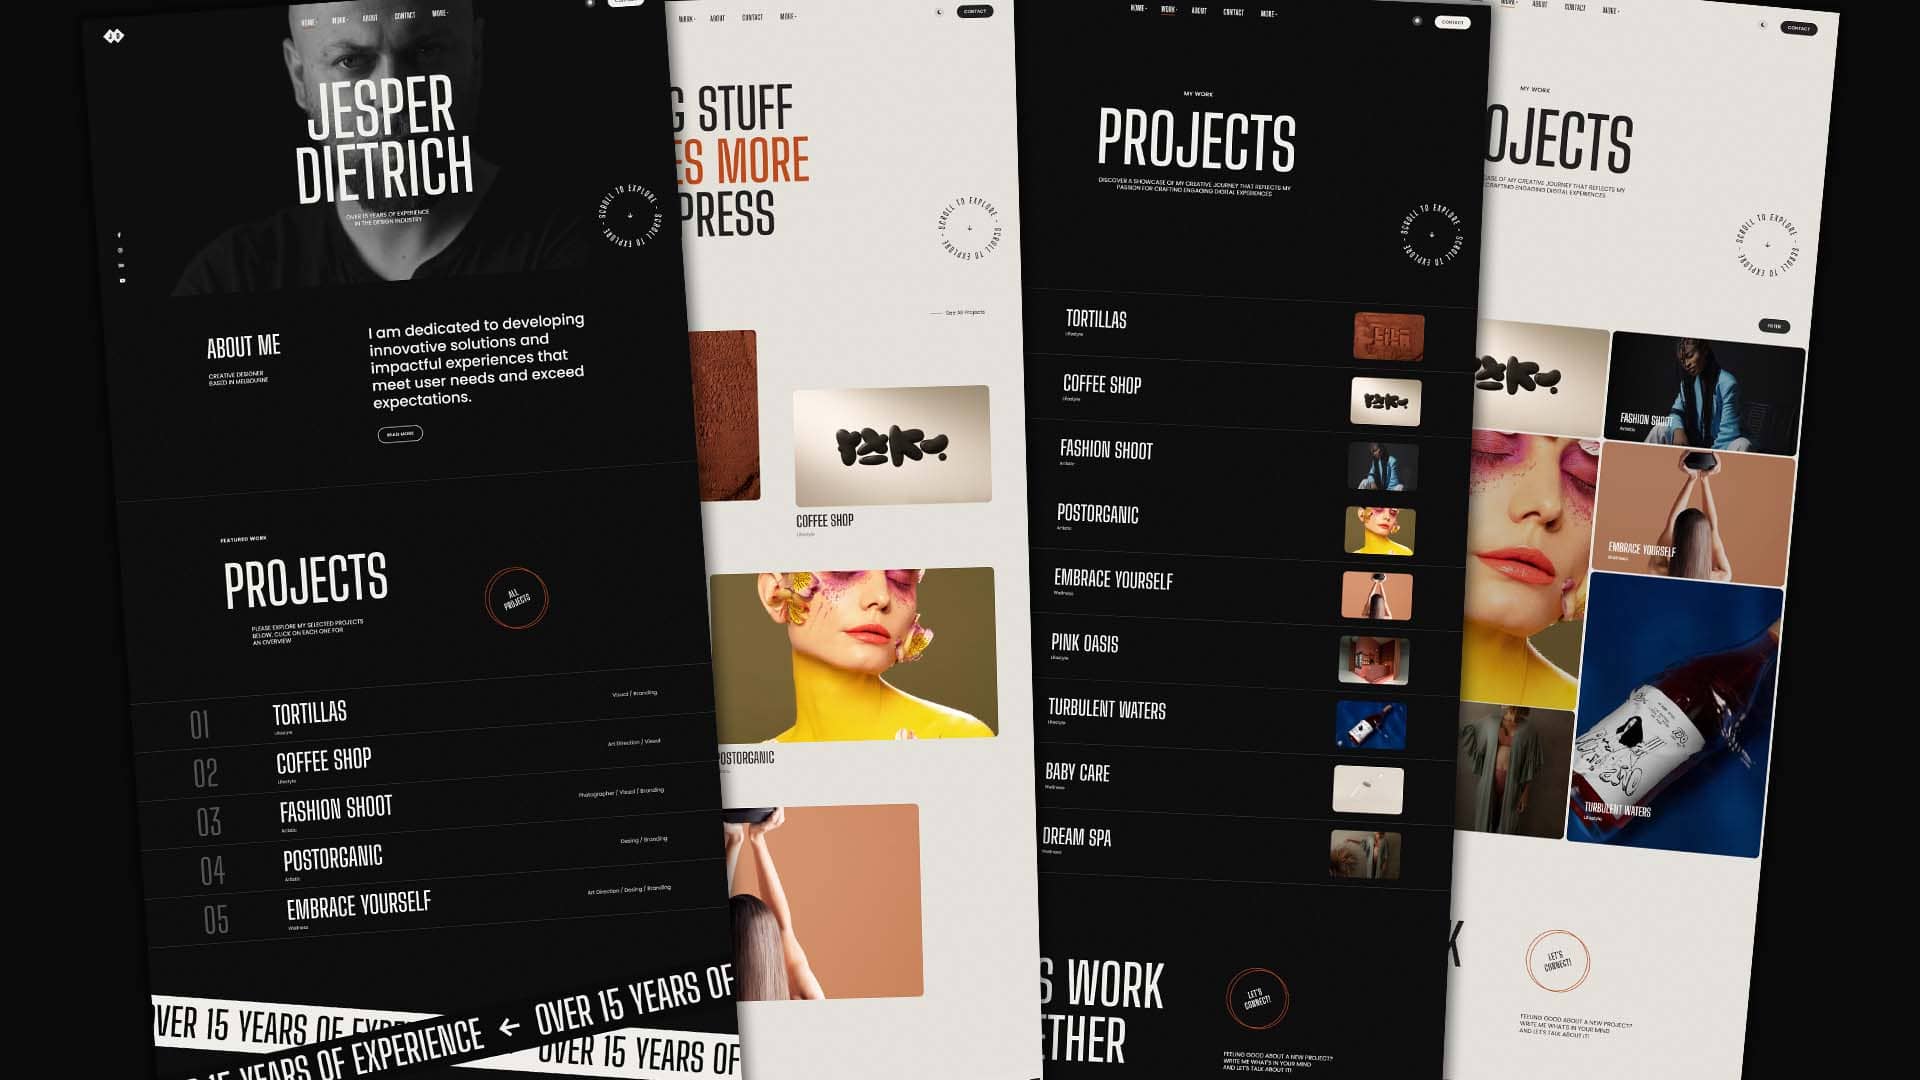 HOME
WORK
ABOUT
CONTACT
MORE
JESPER
DIETRICH
OVER 15 YEARS OF EXPERIENCE
IN THE DESIGN INDUSTRY
SCROLL TO EXPLORE - SCROLL TO EXPLORE -
ABOUT ME
CREATIVE DESIGNER
BASED IN MELBOURNE
I am dedicated to developing
innovative solutions and
impactful experiences that
meet user needs and exceed
expectations.
READ MORE
FEATURED WORK
PROJECTS
PLEASE EXPLORE MY SELECTED PROJECTS
BELOW. CLICK ON EACH ONE FOR
AN OVERVIEW
ALL
PROJECTS
01 TORTILLAS Visual / Branding
Lifestyle
02 COFFEE SHOP Art Direction / Visual
Lifestyle
03 FASHION SHOOT Photographer / Visual / Branding
Artistic
04 POSTORGANIC Desing / Branding
Artistic
05 EMBRACE YOURSELF Art Direction / Desing / Branding
Wellness
OVER 15 YEARS OF
YEARS OF EXPERIENCE ← OVER 15 YEARS OF
OVER 15 YEARS OF
WORK
ABOUT
CONTACT
MORE
CONTACT
G STUFF
ES MORE
PRESS
SCROLL TO EXPLORE - SCROLL TO EXPLORE -
See All Projects
COFFEE SHOP
Lifestyle
POSTORGANIC
HOME
WORK
ABOUT
CONTACT
MORE
CONTACT
MY WORK
PROJECTS
DISCOVER A SHOWCASE OF MY CREATIVE JOURNEY THAT REFLECTS MY
PASSION FOR CRAFTING ENGAGING DIGITAL EXPERIENCES
SCROLL TO EXPLORE - SCROLL TO EXPLORE -
TORTILLAS
Lifestyle
COFFEE SHOP
Lifestyle
FASHION SHOOT
Artistic
POSTORGANIC
Artistic
EMBRACE YOURSELF
Wellness
PINK OASIS
Lifestyle
TURBULENT WATERS
Lifestyle
BABY CARE
Wellness
DREAM SPA
Wellness
S WORK
ETHER
LET'S
CONNECT!
FEELING GOOD ABOUT A NEW PROJECT?
WRITE ME WHAT'S IN YOUR MIND
AND LET'S TALK ABOUT IT!
WORK
ABOUT
CONTACT
MORE
CONTACT
MY WORK
OJECTS
CASE OF MY CREATIVE JOURNEY THAT REFLECTS MY
CRAFTING ENGAGING DIGITAL EXPERIENCES
SCROLL TO EXPLORE - SCROLL TO EXPLORE -
FILTER
FASHION SHOOT
Artistic
EMBRACE YOURSELF
Wellness
TURBULENT WATERS
Lifestyle
K
LET'S
CONNECT!
FEELING GOOD ABOUT A NEW PROJECT?
WRITE ME WHAT'S IN YOUR MIND
AND LET'S TALK ABOUT IT!